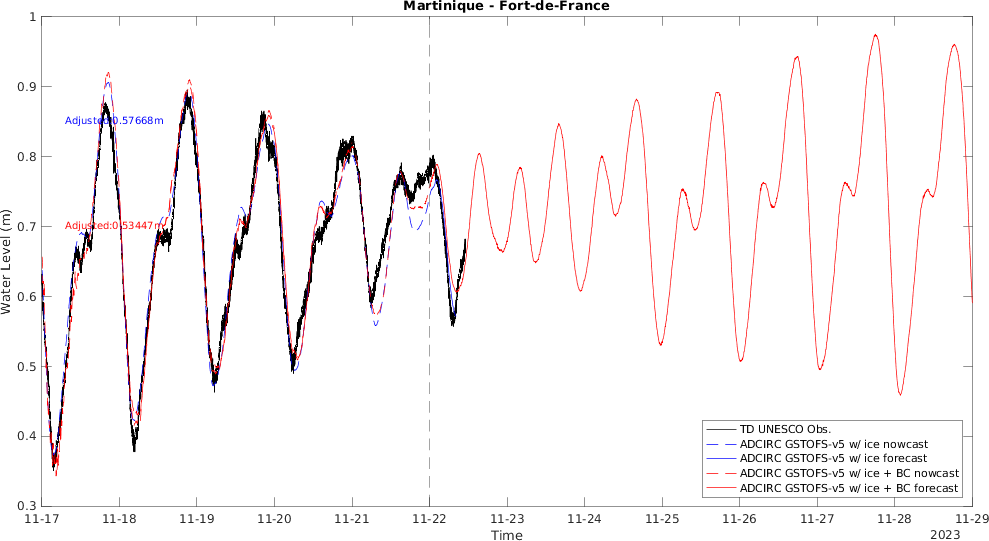 Martinique - Fort-de-France
1
0.9
0.8
0.7
0.6
0.5
0.4
0.3
Water Level (m)
Adjusted:0.57668m
Adjusted:0.53447m
TD UNESCO Obs.
ADCIRC GSTOFS-v5 w/ ice nowcast
ADCIRC GSTOFS-v5 w/ ice forecast
ADCIRC GSTOFS-v5 w/ ice + BC nowcast
ADCIRC GSTOFS-v5 w/ ice + BC forecast
11-17 11-18 11-19 11-20 11-21 11-22 11-23 11-24 11-25 11-26 11-27 11-28 11-29
Time
2023